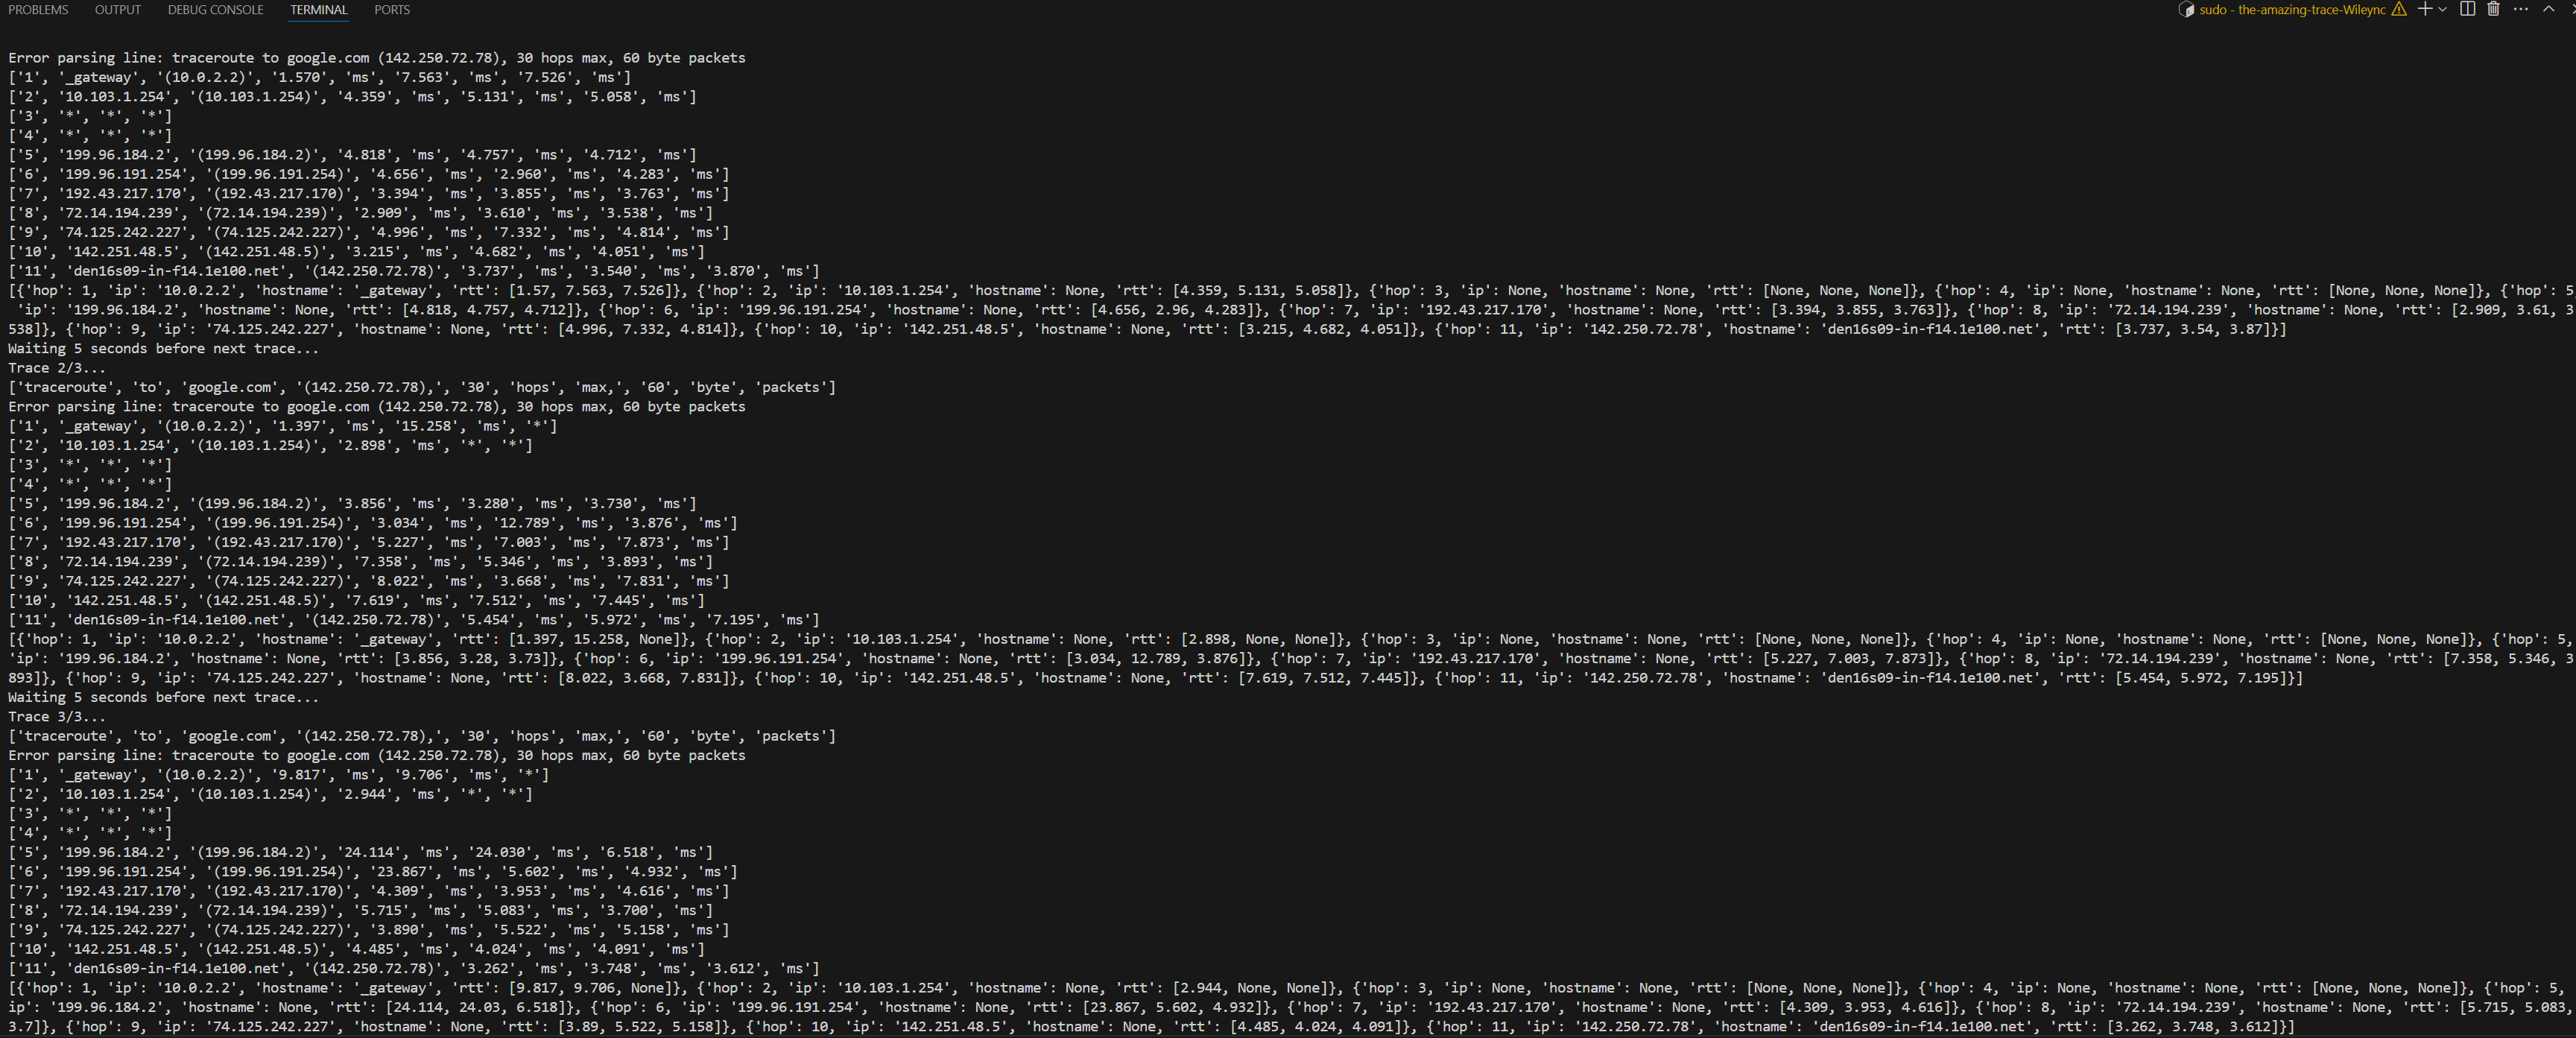 PROBLEMS OUTPUT DEBUG CONSOLE TERMINAL PORTS sudo - the-amazing-trace-Wileync
Error parsing line: traceroute to google.com (142.250.72.78), 30 hops max, 60 byte packets
['1', '_gateway', '(10.0.2.2)', '1.570', 'ms', '7.563', 'ms', '7.526', 'ms']
['2', '10.103.1.254', '(10.103.1.254)', '4.359', 'ms', '5.131', 'ms', '5.058', 'ms']
['3', '*', '*', '*']
['4', '*', '*', '*']
['5', '199.96.184.2', '(199.96.184.2)', '4.818', 'ms', '4.757', 'ms', '4.712', 'ms']
['6', '199.96.191.254', '(199.96.191.254)', '4.656', 'ms', '2.960', 'ms', '4.283', 'ms']
['7', '192.43.217.170', '(192.43.217.170)', '3.394', 'ms', '3.855', 'ms', '3.763', 'ms']
['8', '72.14.194.239', '(72.14.194.239)', '2.909', 'ms', '3.610', 'ms', '3.538', 'ms']
['9', '74.125.242.227', '(74.125.242.227)', '4.996', 'ms', '7.332', 'ms', '4.814', 'ms']
['10', '142.251.48.5', '(142.251.48.5)', '3.215', 'ms', '4.682', 'ms', '4.051', 'ms']
['11', 'den16s09-in-f14.1e100.net', '(142.250.72.78)', '3.737', 'ms', '3.540', 'ms', '3.870', 'ms']
[{'hop': 1, 'ip': '10.0.2.2', 'hostname': '_gateway', 'rtt': [1.57, 7.563, 7.526]}, {'hop': 2, 'ip': '10.103.1.254', 'hostname': None, 'rtt': [4.359, 5.131, 5.058]}, {'hop': 3, 'ip': None, 'hostname': None, 'rtt': [None, None, None]}, {'hop': 4, 'ip': None, 'hostname': None, 'rtt': [None, None, None]}, {'hop': 5
'ip': '199.96.184.2', 'hostname': None, 'rtt': [4.818, 4.757, 4.712]}, {'hop': 6, 'ip': '199.96.191.254', 'hostname': None, 'rtt': [4.656, 2.96, 4.283]}, {'hop': 7, 'ip': '192.43.217.170', 'hostname': None, 'rtt': [3.394, 3.855, 3.763]}, {'hop': 8, 'ip': '72.14.194.239', 'hostname': None, 'rtt': [2.909, 3.61, 3
538]}, {'hop': 9, 'ip': '74.125.242.227', 'hostname': None, 'rtt': [4.996, 7.332, 4.814]}, {'hop': 10, 'ip': '142.251.48.5', 'hostname': None, 'rtt': [3.215, 4.682, 4.051]}, {'hop': 11, 'ip': '142.250.72.78', 'hostname': 'den16s09-in-f14.1e100.net', 'rtt': [3.737, 3.54, 3.87]}]
Waiting 5 seconds before next trace...
Trace 2/3...
['traceroute', 'to', 'google.com', '(142.250.72.78),', '30', 'hops', 'max,', '60', 'byte', 'packets']
Error parsing line: traceroute to google.com (142.250.72.78), 30 hops max, 60 byte packets
['1', '_gateway', '(10.0.2.2)', '1.397', 'ms', '15.258', 'ms', '*']
['2', '10.103.1.254', '(10.103.1.254)', '2.898', 'ms', '*', '*']
['3', '*', '*', '*']
['4', '*', '*', '*']
['5', '199.96.184.2', '(199.96.184.2)', '3.856', 'ms', '3.280', 'ms', '3.730', 'ms']
['6', '199.96.191.254', '(199.96.191.254)', '3.034', 'ms', '12.789', 'ms', '3.876', 'ms']
['7', '192.43.217.170', '(192.43.217.170)', '5.227', 'ms', '7.003', 'ms', '7.873', 'ms']
['8', '72.14.194.239', '(72.14.194.239)', '7.358', 'ms', '5.346', 'ms', '3.893', 'ms']
['9', '74.125.242.227', '(74.125.242.227)', '8.022', 'ms', '3.668', 'ms', '7.831', 'ms']
['10', '142.251.48.5', '(142.251.48.5)', '7.619', 'ms', '7.512', 'ms', '7.445', 'ms']
['11', 'den16s09-in-f14.1e100.net', '(142.250.72.78)', '5.454', 'ms', '5.972', 'ms', '7.195', 'ms']
[{'hop': 1, 'ip': '10.0.2.2', 'hostname': '_gateway', 'rtt': [1.397, 15.258, None]}, {'hop': 2, 'ip': '10.103.1.254', 'hostname': None, 'rtt': [2.898, None, None]}, {'hop': 3, 'ip': None, 'hostname': None, 'rtt': [None, None, None]}, {'hop': 4, 'ip': None, 'hostname': None, 'rtt': [None, None, None]}, {'hop': 5,
'ip': '199.96.184.2', 'hostname': None, 'rtt': [3.856, 3.28, 3.73]}, {'hop': 6, 'ip': '199.96.191.254', 'hostname': None, 'rtt': [3.034, 12.789, 3.876]}, {'hop': 7, 'ip': '192.43.217.170', 'hostname': None, 'rtt': [5.227, 7.003, 7.873]}, {'hop': 8, 'ip': '72.14.194.239', 'hostname': None, 'rtt': [7.358, 5.346, 3
893]}, {'hop': 9, 'ip': '74.125.242.227', 'hostname': None, 'rtt': [8.022, 3.668, 7.831]}, {'hop': 10, 'ip': '142.251.48.5', 'hostname': None, 'rtt': [7.619, 7.512, 7.445]}, {'hop': 11, 'ip': '142.250.72.78', 'hostname': 'den16s09-in-f14.1e100.net', 'rtt': [5.454, 5.972, 7.195]}]
Waiting 5 seconds before next trace...
Trace 3/3...
['traceroute', 'to', 'google.com', '(142.250.72.78),', '30', 'hops', 'max,', '60', 'byte', 'packets']
Error parsing line: traceroute to google.com (142.250.72.78), 30 hops max, 60 byte packets
['1', '_gateway', '(10.0.2.2)', '9.817', 'ms', '9.706', 'ms', '*']
['2', '10.103.1.254', '(10.103.1.254)', '2.944', 'ms', '*', '*']
['3', '*', '*', '*']
['4', '*', '*', '*']
['5', '199.96.184.2', '(199.96.184.2)', '24.114', 'ms', '24.030', 'ms', '6.518', 'ms']
['6', '199.96.191.254', '(199.96.191.254)', '23.867', 'ms', '5.602', 'ms', '4.932', 'ms']
['7', '192.43.217.170', '(192.43.217.170)', '4.309', 'ms', '3.953', 'ms', '4.616', 'ms']
['8', '72.14.194.239', '(72.14.194.239)', '5.715', 'ms', '5.083', 'ms', '3.700', 'ms']
['9', '74.125.242.227', '(74.125.242.227)', '3.890', 'ms', '5.522', 'ms', '5.158', 'ms']
['10', '142.251.48.5', '(142.251.48.5)', '4.485', 'ms', '4.024', 'ms', '4.091', 'ms']
['11', 'den16s09-in-f14.1e100.net', '(142.250.72.78)', '3.262', 'ms', '3.748', 'ms', '3.612', 'ms']
[{'hop': 1, 'ip': '10.0.2.2', 'hostname': '_gateway', 'rtt': [9.817, 9.706, None]}, {'hop': 2, 'ip': '10.103.1.254', 'hostname': None, 'rtt': [2.944, None, None]}, {'hop': 3, 'ip': None, 'hostname': None, 'rtt': [None, None, None]}, {'hop': 4, 'ip': None, 'hostname': None, 'rtt': [None, None, None]}, {'hop': 5,
ip': '199.96.184.2', 'hostname': None, 'rtt': [24.114, 24.03, 6.518]}, {'hop': 6, 'ip': '199.96.191.254', 'hostname': None, 'rtt': [23.867, 5.602, 4.932]}, {'hop': 7, 'ip': '192.43.217.170', 'hostname': None, 'rtt': [4.309, 3.953, 4.616]}, {'hop': 8, 'ip': '72.14.194.239', 'hostname': None, 'rtt': [5.715, 5.083,
3.7]}, {'hop': 9, 'ip': '74.125.242.227', 'hostname': None, 'rtt': [3.89, 5.522, 5.158]}, {'hop': 10, 'ip': '142.251.48.5', 'hostname': None, 'rtt': [4.485, 4.024, 4.091]}, {'hop': 11, 'ip': '142.250.72.78', 'hostname': 'den16s09-in-f14.1e100.net', 'rtt': [3.262, 3.748, 3.612]}]